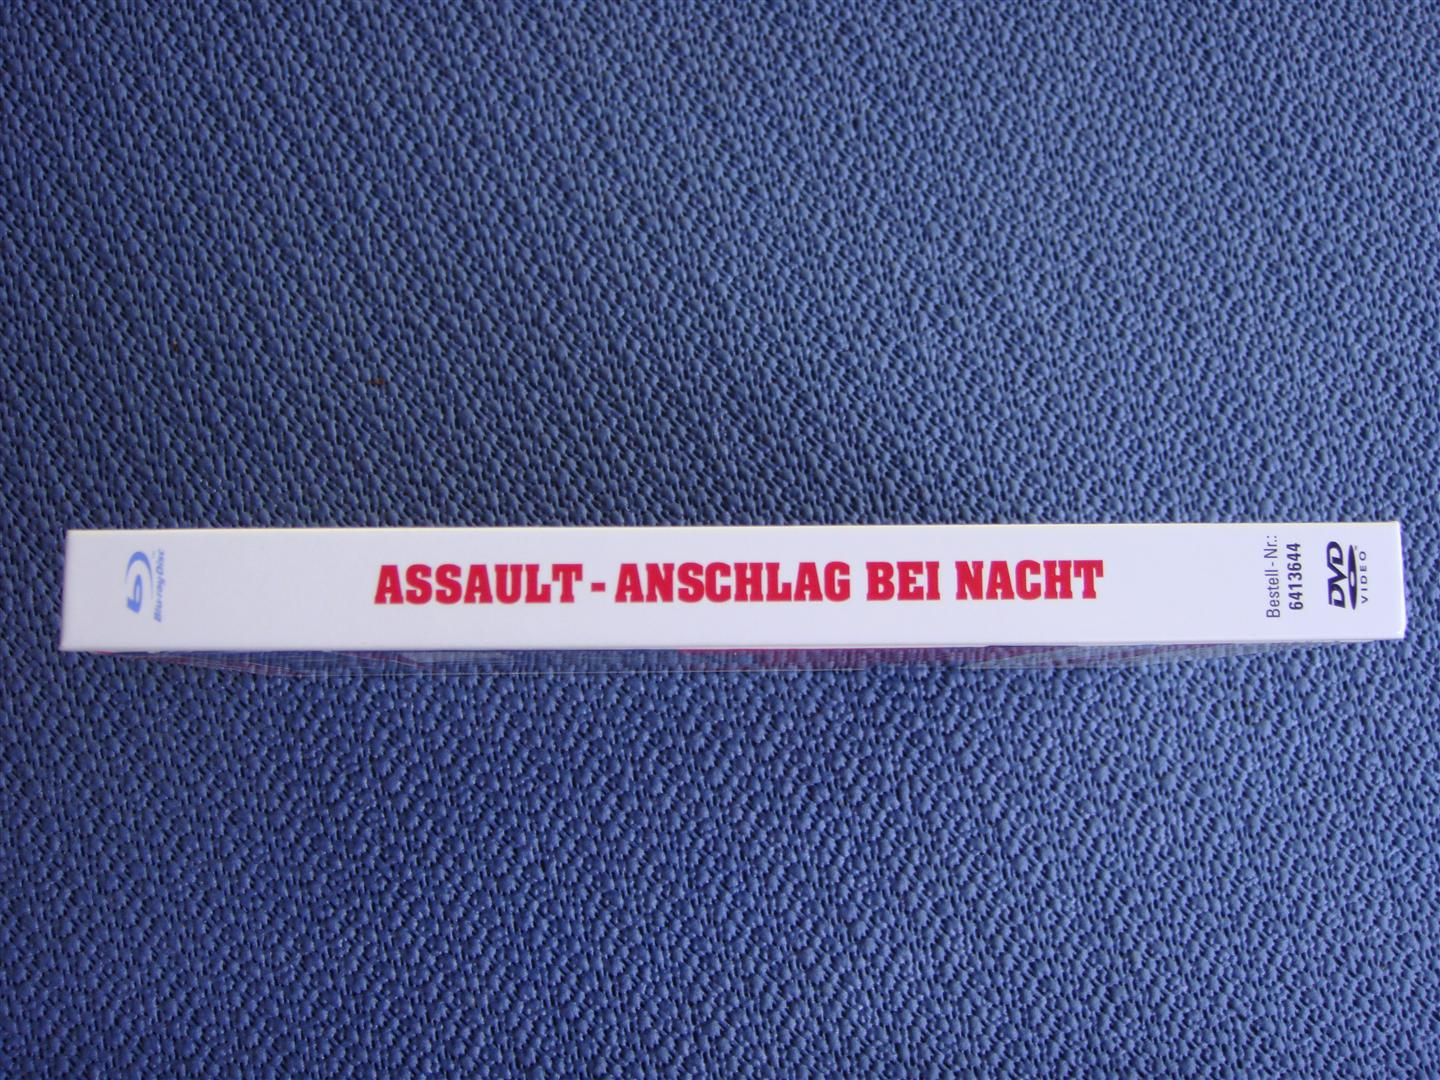 Blu-ray Disc
ASSAULT - ANSCHLAG BEI NACHT
Bestell - Nr.:
6413644
DVD
VIDEO